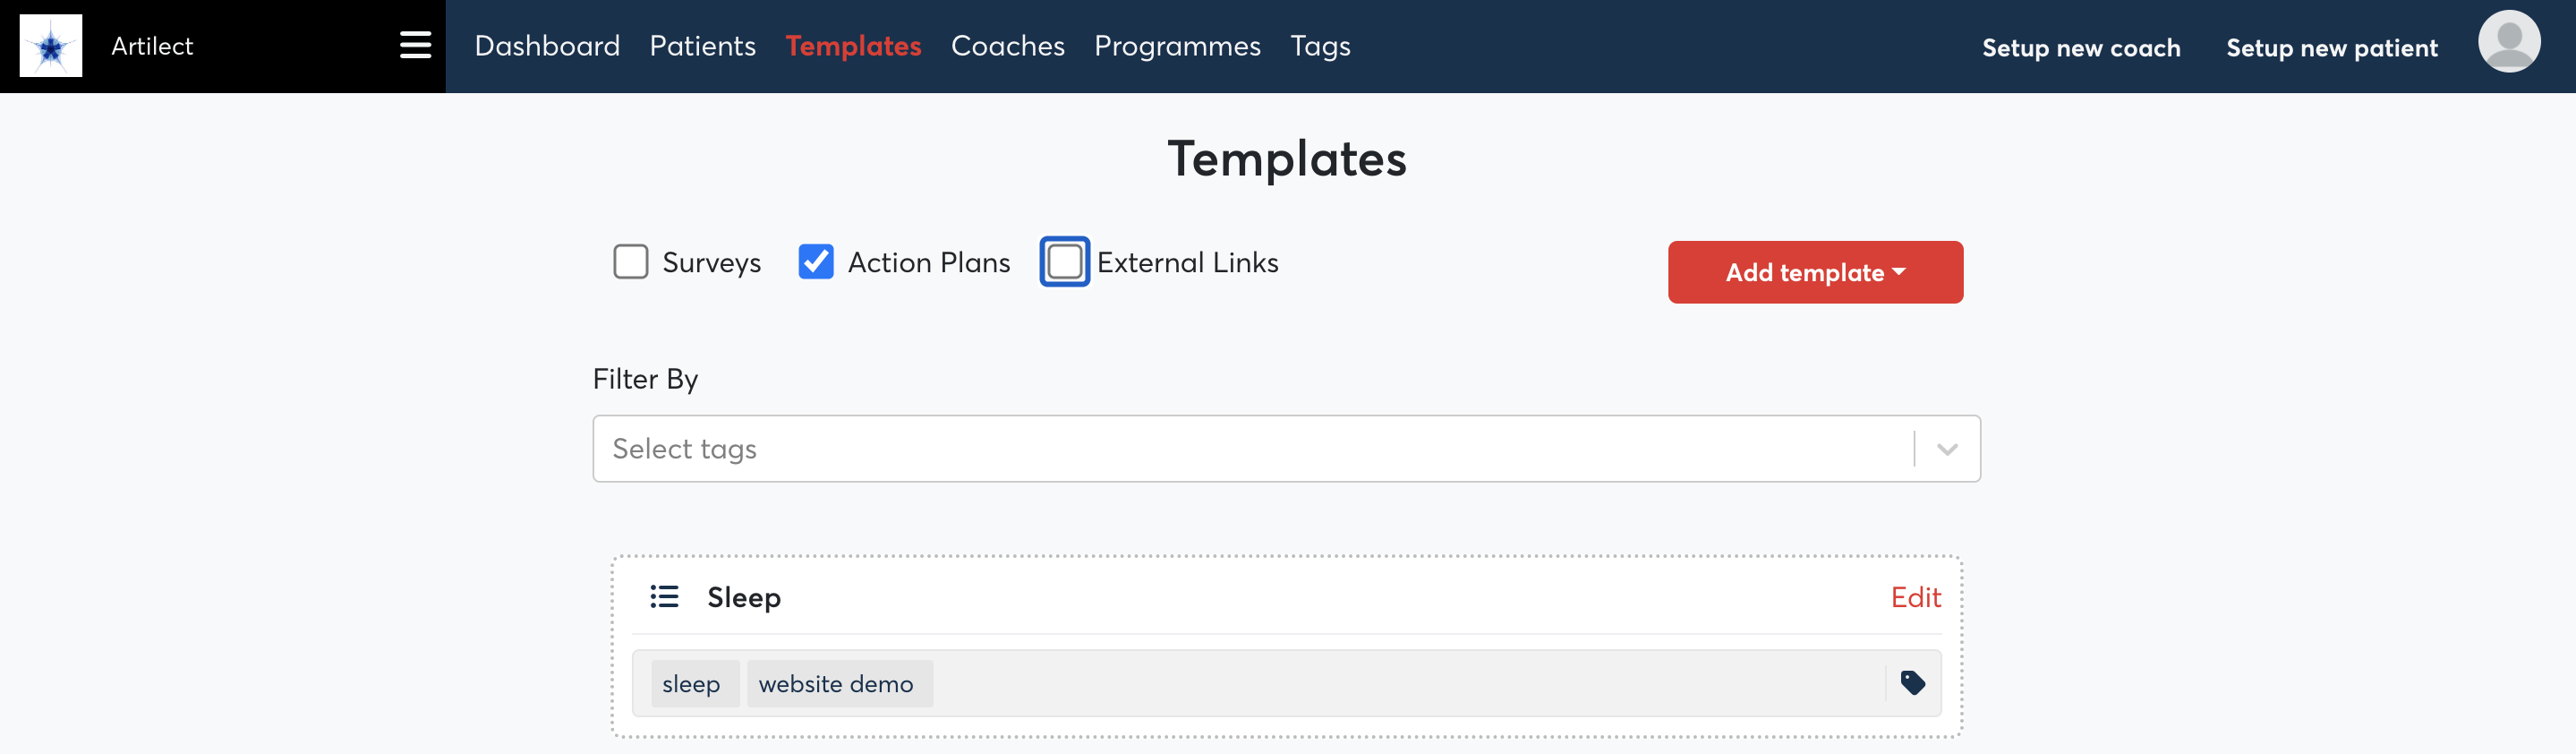 Artilect
Dashboard Patients Templates Coaches Programmes Tags
Setup new coach Setup new patient
Templates
Surveys Action Plans External Links
Add template
Filter By
Select tags
Sleep Edit
sleep website demo